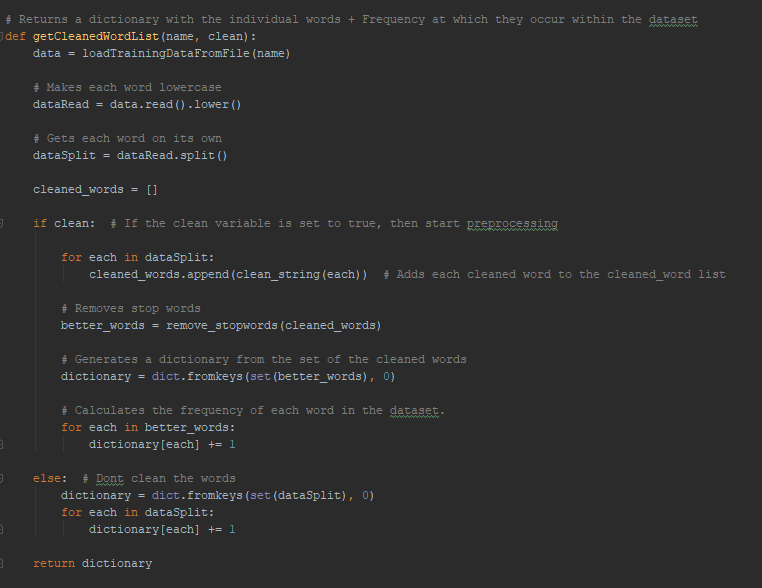 # Returns a dictionary with the individual words + Frequency at which they occur within the dataset
def getCleanedWordList(name, clean):
    data = loadTrainingDataFromFile(name)

    # Makes each word lowercase
    dataRead = data.read().lower()

    # Gets each word on its own
    dataSplit = dataRead.split()

    cleaned_words = []

    if clean:  # If the clean variable is set to true, then start preprocessing

        for each in dataSplit:
            cleaned_words.append(clean_string(each))  # Adds each cleaned word to the cleaned_word list

        # Removes stop words
        better_words = remove_stopwords(cleaned_words)

        # Generates a dictionary from the set of the cleaned words
        dictionary = dict.fromkeys(set(better_words), 0)

        # Calculates the frequency of each word in the dataset.
        for each in better_words:
            dictionary[each] += 1

    else:  # Dont clean the words
        dictionary = dict.fromkeys(set(dataSplit), 0)
        for each in dataSplit:
            dictionary[each] += 1

    return dictionary